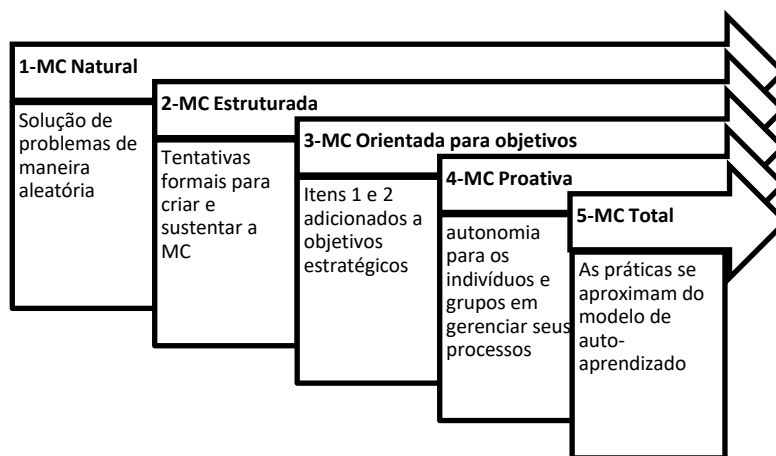 1-MC Natural
Solução de
problemas de
maneira
aleatória
2-MC Estruturada
Tentativas
formais para
criar e
sustentar a
MC
3-MC Orientada para objetivos
Itens 1 e 2
adicionados a
objetivos
estratégicos
4-MC Proativa
autonomia
para os
indivíduos e
grupos em
gerenciar seus
processos
5-MC Total
As práticas se
aproximam do
modelo de
auto-
aprendizado